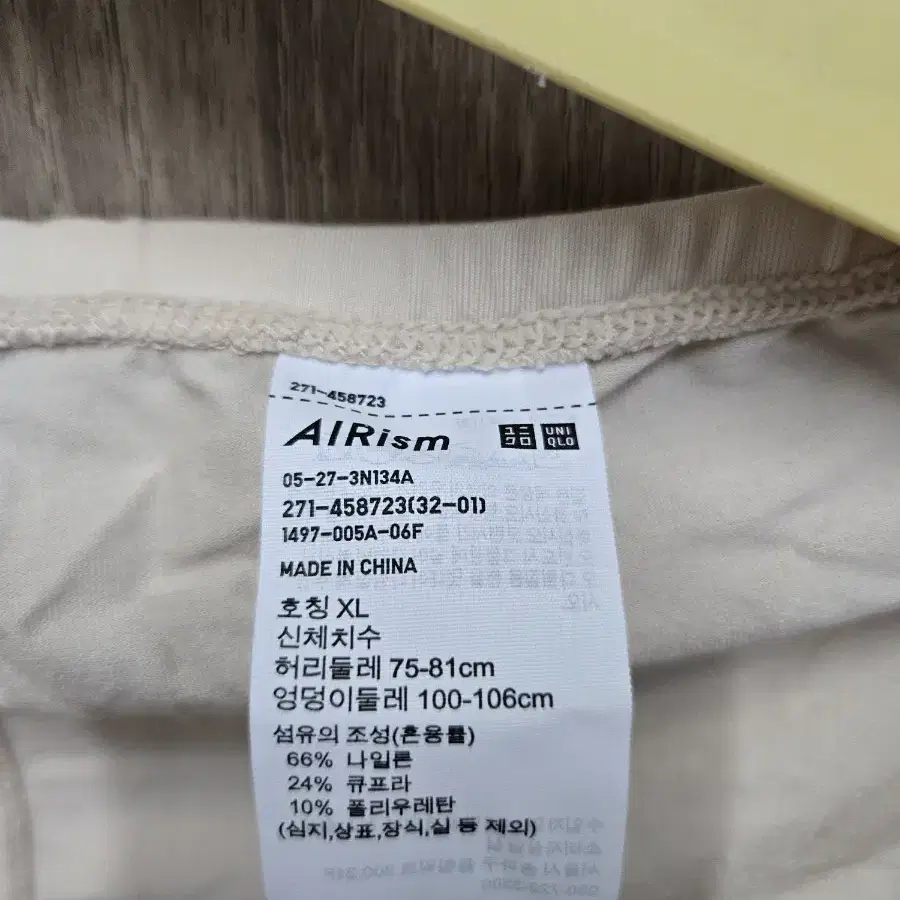 271-458723
AIRism ユニクロ UNIQLO
05-27-3N134A
271-458723(32-01)
1497-005A-06F
MADE IN CHINA
호칭 XL
신체치수
허리둘레 75-81cm
엉덩이둘레 100-106cm
섬유의 조성(혼용률)
66% 나일론
24% 큐프라
10% 폴리우레탄
(심지,상표,장식,실 등 제외)